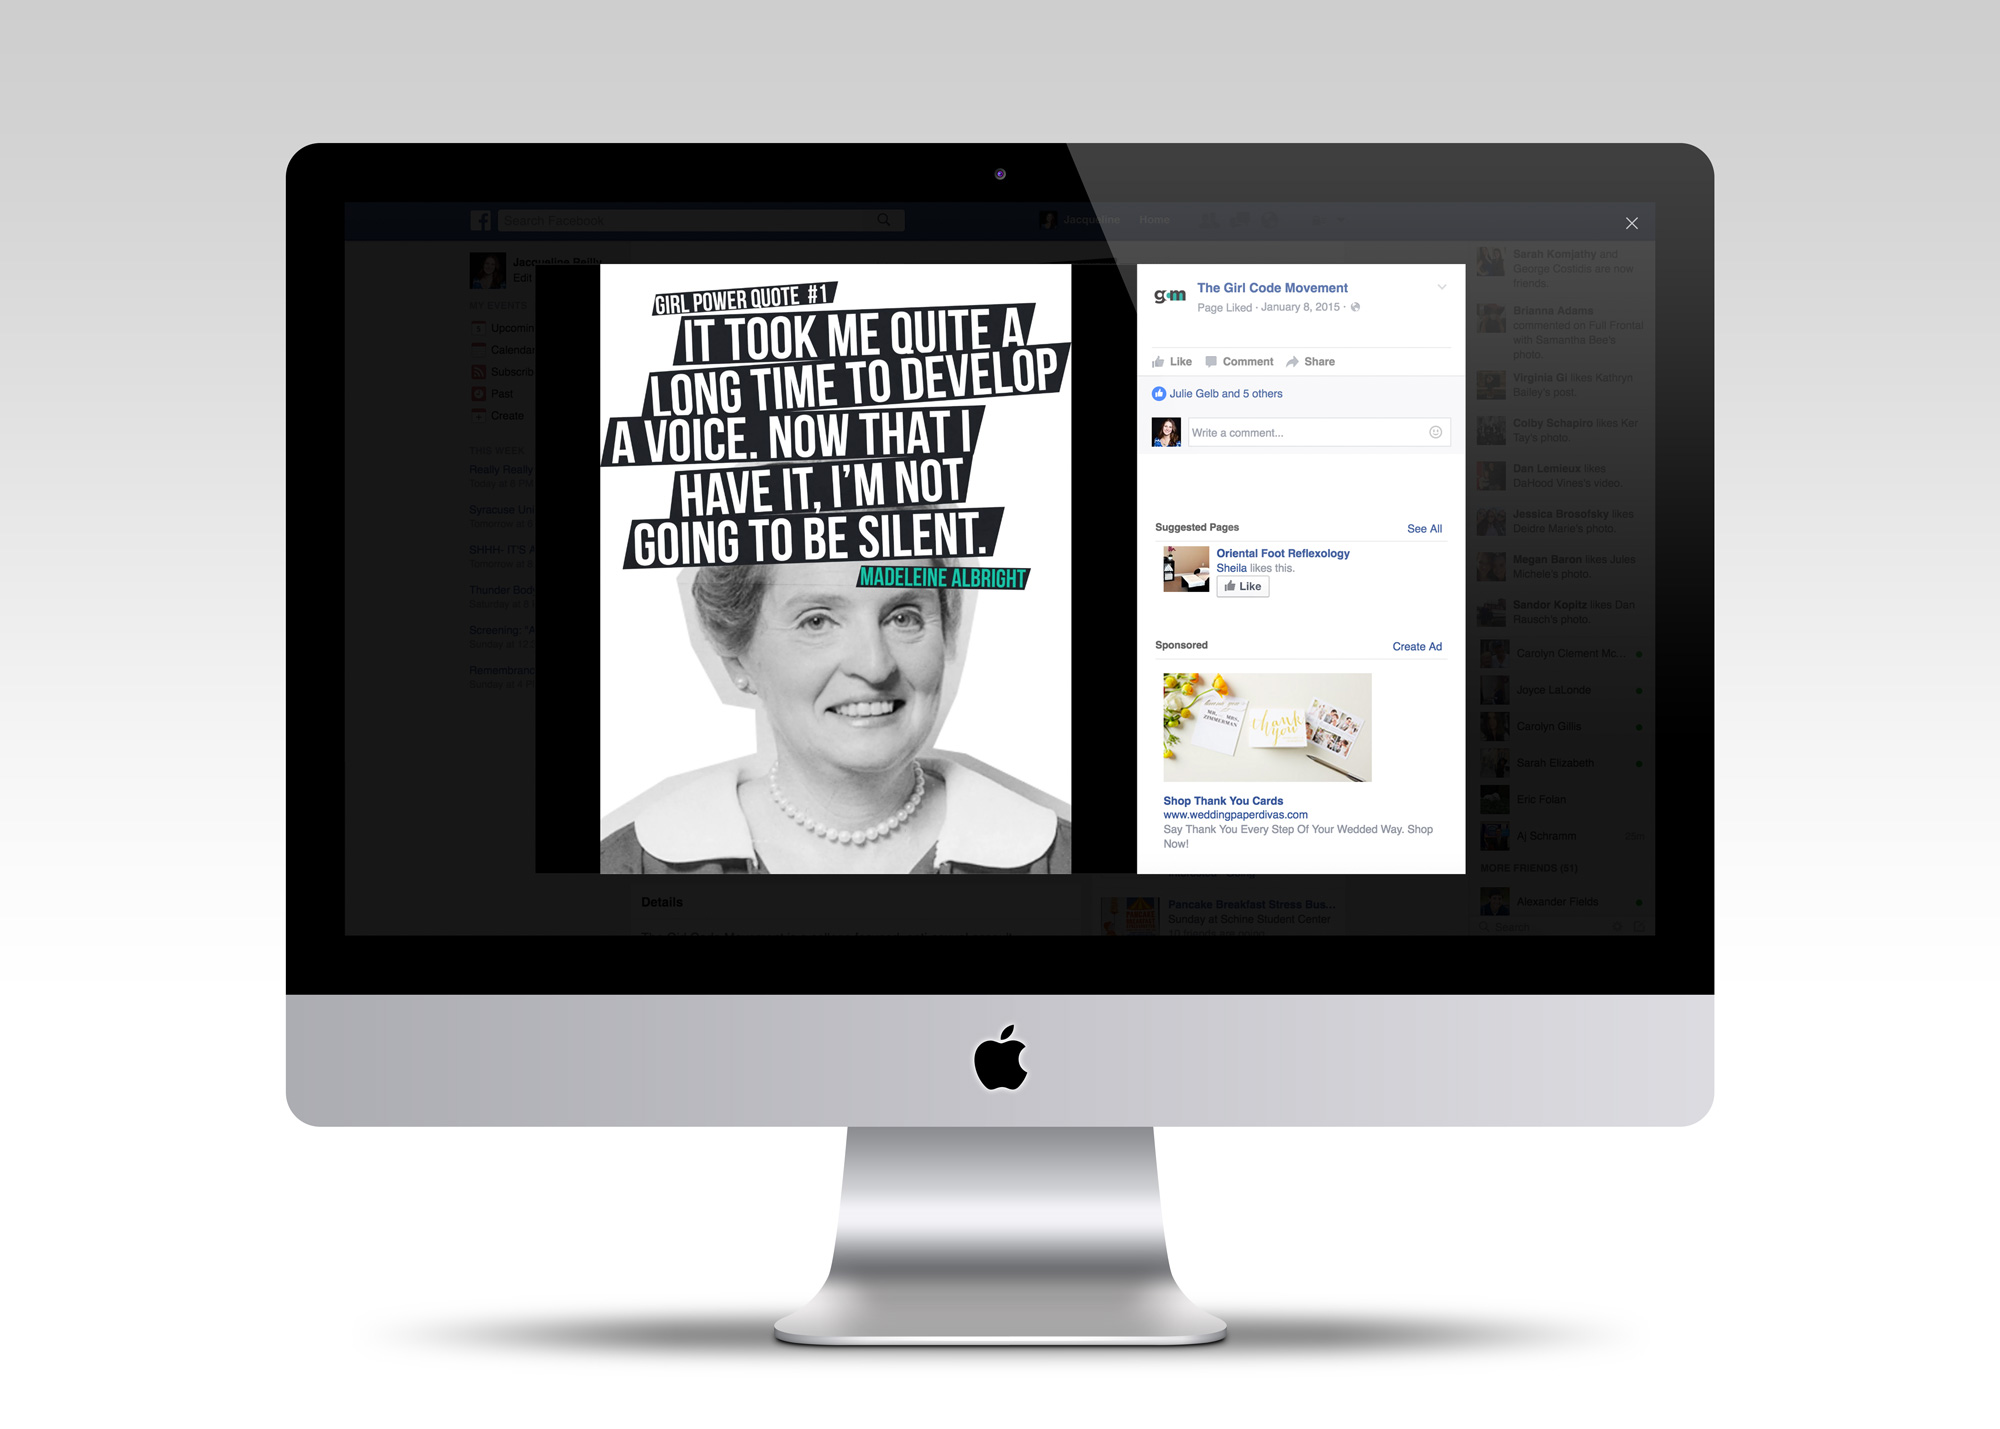 Search Facebook
Jacqueline
Home
Jacqueline Reilly
Edit
MY EVENTS
Calendar
Past
Create
THIS WEEK
Really Really
Today at 8 PM
Syracuse Uni
Tomorrow at 8
SHHH- IT'S A
Tomorrow at 8
Thunder Body
Screening: "A
Sunday at 12
Remembranc
Sunday at 4 P
GIRL POWER QUOTE #1
IT TOOK ME QUITE A
LONG TIME TO DEVELOP
A VOICE. NOW THAT I
HAVE IT, I'M NOT
GOING TO BE SILENT.
MADELEINE ALBRIGHT
Details
gcm
The Girl Code Movement
Page Liked · January 8, 2015 ·
Like Comment Share
Julie Gelb and 5 others
Write a comment...
Suggested Pages
See All
Oriental Foot Reflexology
Sheila likes this.
Like
Sponsored
Create Ad
thank you
Shop Thank You Cards
www.weddingpaperdivas.com
Say Thank You Every Step Of Your Wedded Way. Shop
Now!
Pancake Breakfast Stress Bus...
Sunday at Schine Student Center
10 friends are going
Sarah Komjathy and
George Costidis are now
friends.
Brianna Adams
commented on Full Frontal
with Samantha Bee's
photo.
Virginia Gi likes Kathryn
Bailey's post.
Colby Schapiro likes Ker
Tay's photo.
Dan Lemieux likes
DaHood Vines's video.
Jessica Brosofsky likes
Deidre Marie's photo.
Megan Baron likes Jules
Michele's photo.
Sandor Kopitz likes Dan
Rausch's photo.
Carolyn Clement Mc...
Joyce LaLonde
Carolyn Gillis
Sarah Elizabeth
Eric Folan
Aj Schramm
MORE FRIENDS (51)
Alexander Fields
Search